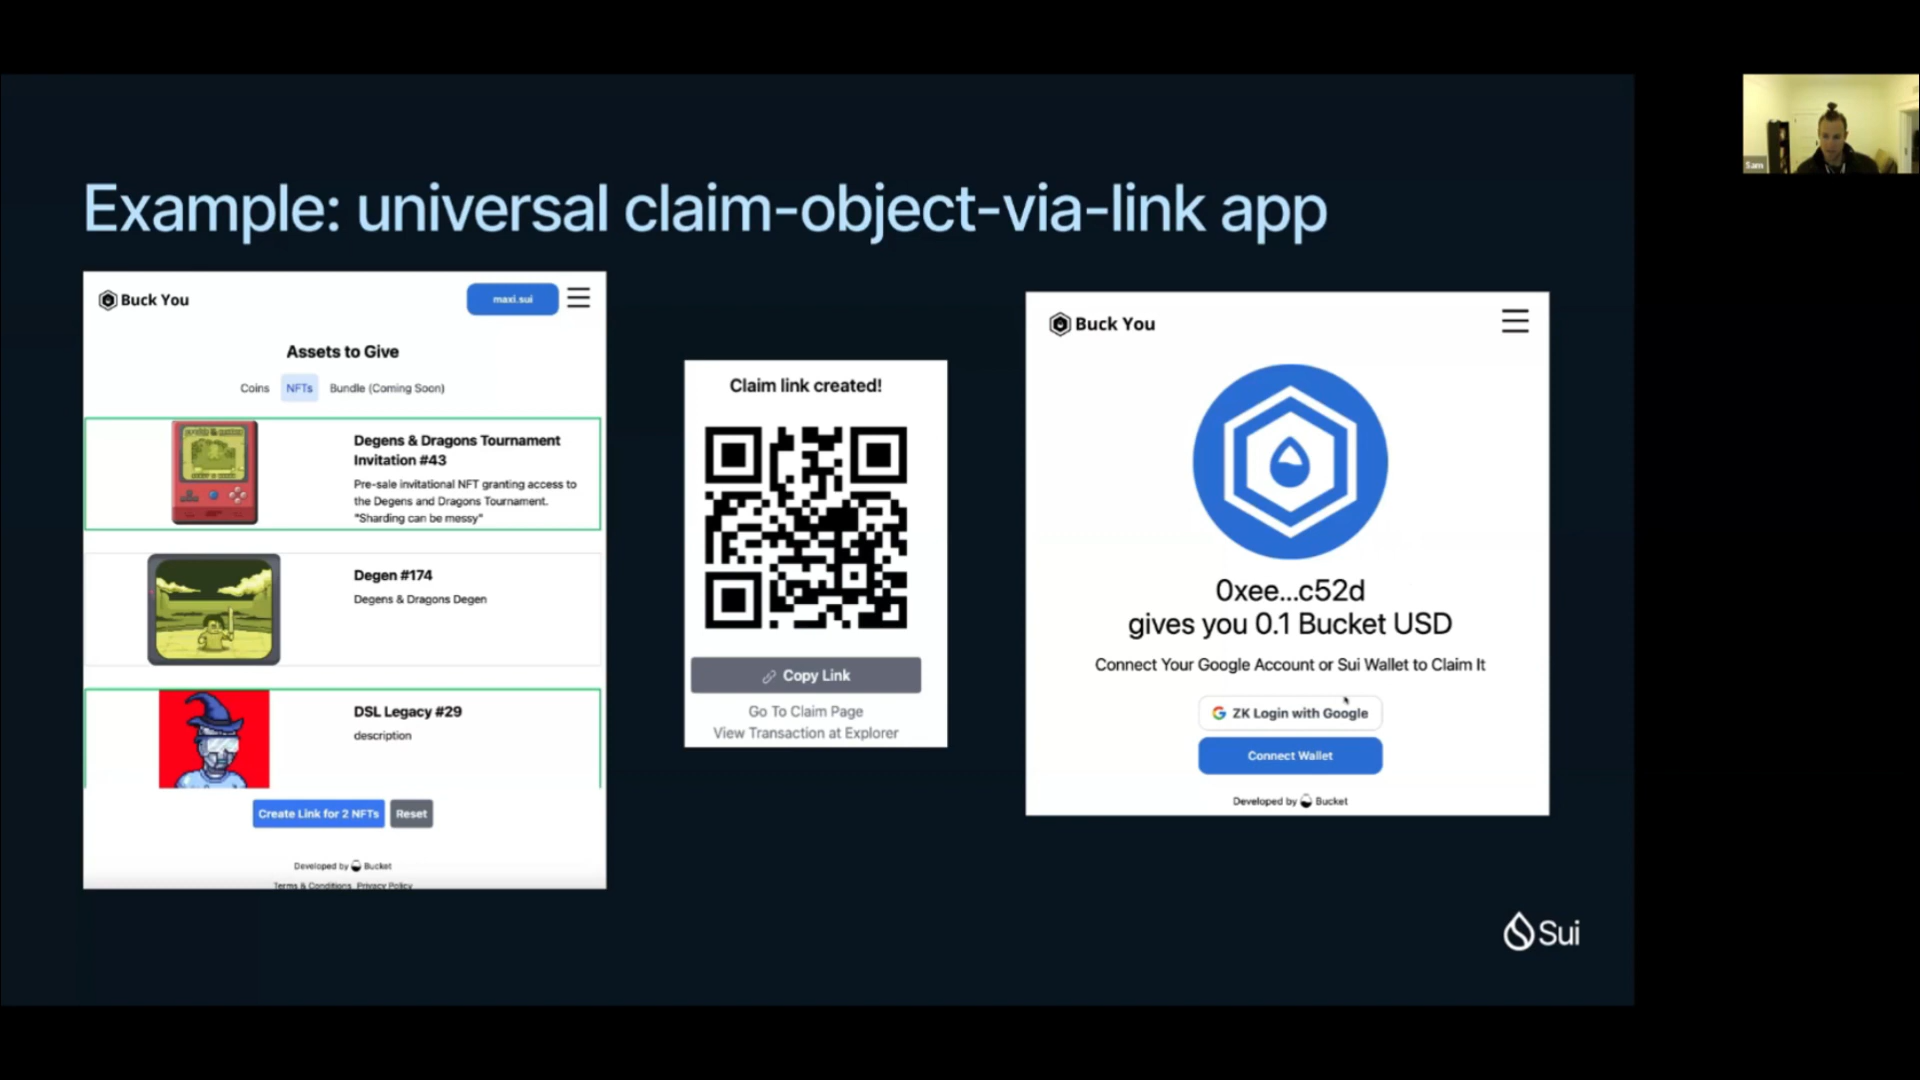 Example: universal claim-object-via-link app
Buck You
maxi.sui
Assets to Give
Coins NFTs Bundle (Coming Soon)
Degens & Dragons Tournament
Invitation #43
Pre-sale invitational NFT granting access to
the Degens and Dragons Tournament.
"Sharding can be messy"
Degen #174
Degens & Dragons Degen
DSL Legacy #29
description
Create Link for 2 NFTs Reset
Developed by Bucket
Terms & Conditions Privacy Policy
Claim link created!
Copy Link
Go To Claim Page
View Transaction at Explorer
Buck You
0xee...c52d
gives you 0.1 Bucket USD
Connect Your Google Account or Sui Wallet to Claim It
ZK Login with Google
Connect Wallet
Developed by Bucket
Sui
Sam